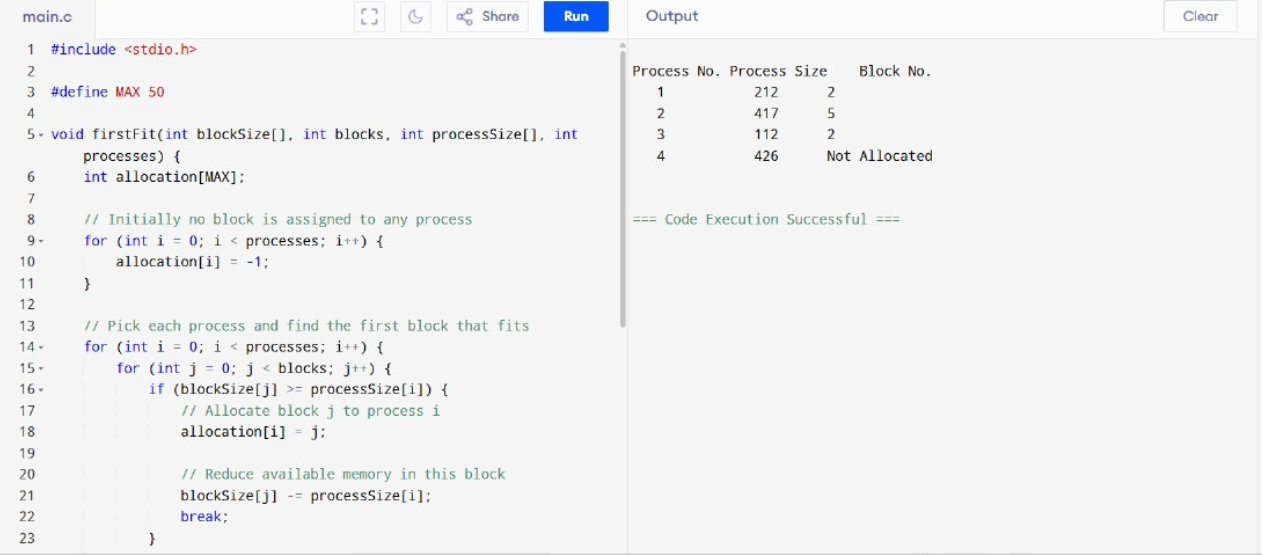 main.c
Share
Run
1 #include <stdio.h>
2
3 #define MAX 50
4
5 void firstFit(int blockSize[], int blocks, int processSize[], int
processes) {
6 int allocation[MAX];
7
8 // Initially no block is assigned to any process
9 for (int i = 0; i < processes; i++) {
10 allocation[i] = -1;
11 }
12
13 // Pick each process and find the first block that fits
14 for (int i = 0; i < processes; i++) {
15 for (int j = 0; j < blocks; j++) {
16 if (blockSize[j] >= processSize[i]) {
17 // Allocate block j to process i
18 allocation[i] = j;
19
20 // Reduce available memory in this block
21 blockSize[j] -= processSize[i];
22 break;
23 }
Output
Clear
Process No. Process Size Block No.
1 212 2
2 417 5
3 112 2
4 426 Not Allocated
=== Code Execution Successful ===